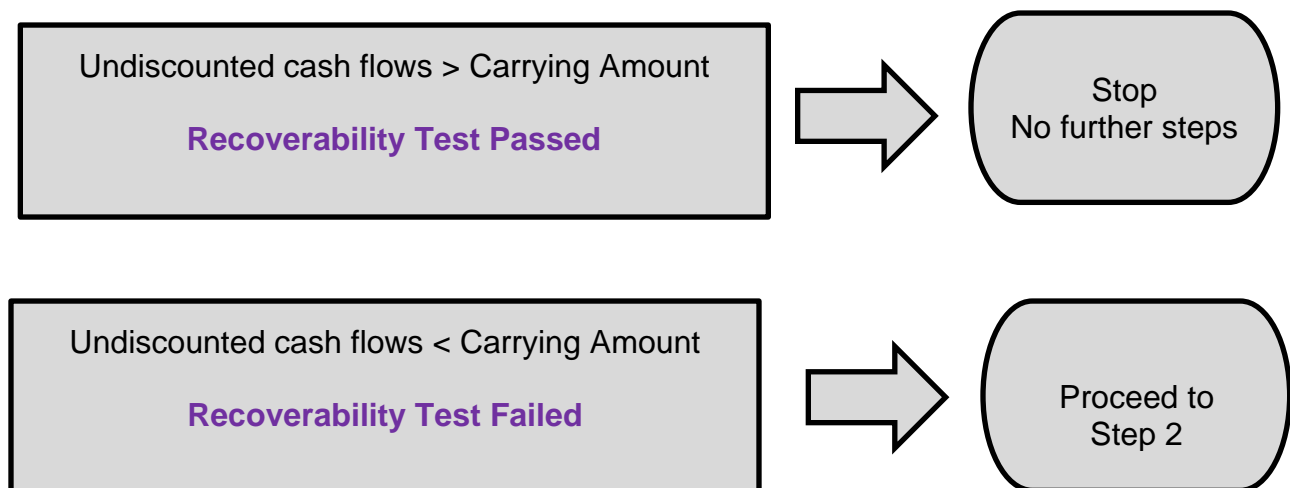 Undiscounted cash flows > Carrying Amount
Recoverability Test Passed
Stop
No further steps
Undiscounted cash flows < Carrying Amount
Recoverability Test Failed
Proceed to
Step 2